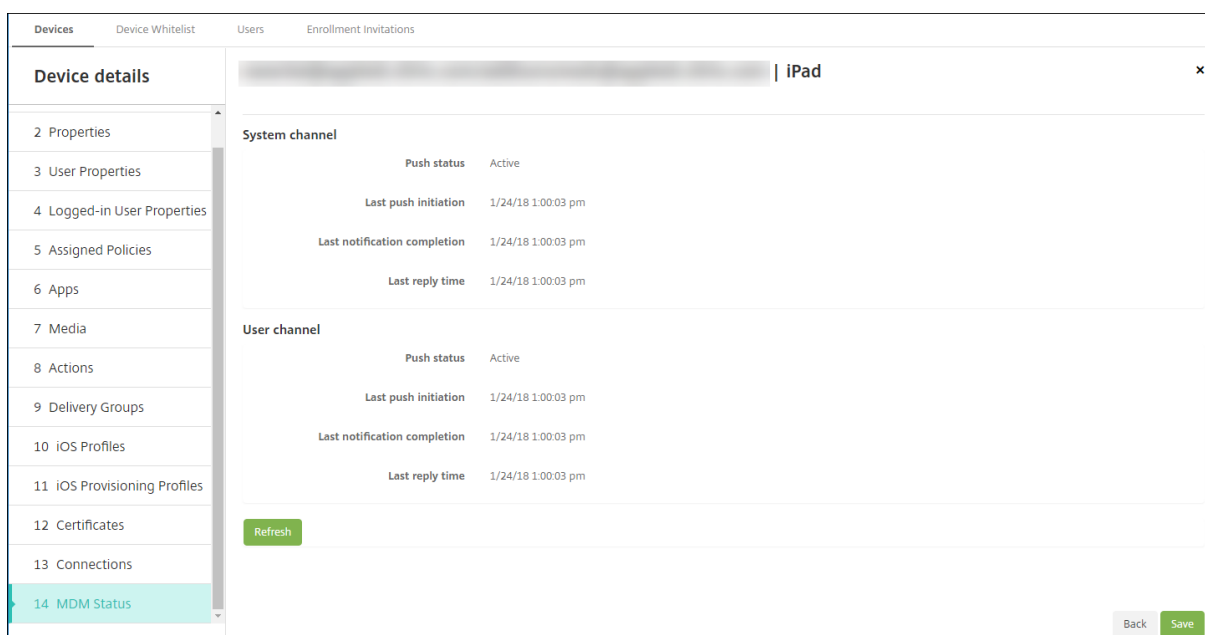 Devices Device Whitelist Users Enrollment Invitations
Device details
| iPad
×
2 Properties
3 User Properties
4 Logged-in User Properties
5 Assigned Policies
6 Apps
7 Media
8 Actions
9 Delivery Groups
10 iOS Profiles
11 iOS Provisioning Profiles
12 Certificates
13 Connections
14 MDM Status
System channel
Push status Active
Last push initiation 1/24/18 1:00:03 pm
Last notification completion 1/24/18 1:00:03 pm
Last reply time 1/24/18 1:00:03 pm
User channel
Push status Active
Last push initiation 1/24/18 1:00:03 pm
Last notification completion 1/24/18 1:00:03 pm
Last reply time 1/24/18 1:00:03 pm
Refresh
Back Save